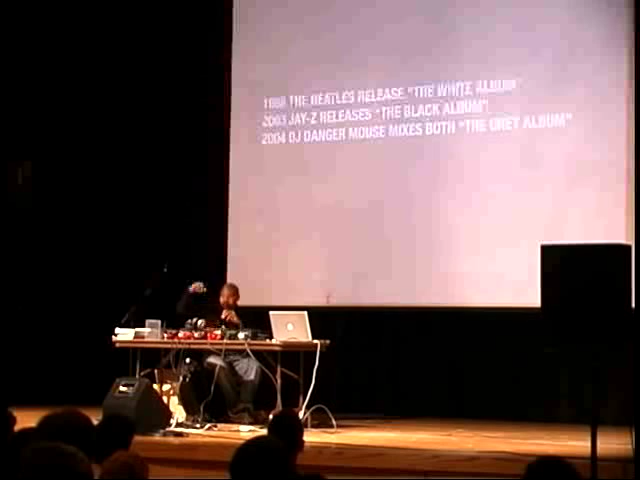 1968 THE BEATLES RELEASE "THE WHITE ALBUM"
2003 JAY-Z RELEASES "THE BLACK ALBUM"
2004 DJ DANGER MOUSE MIXES BOTH "THE GREY ALBUM"